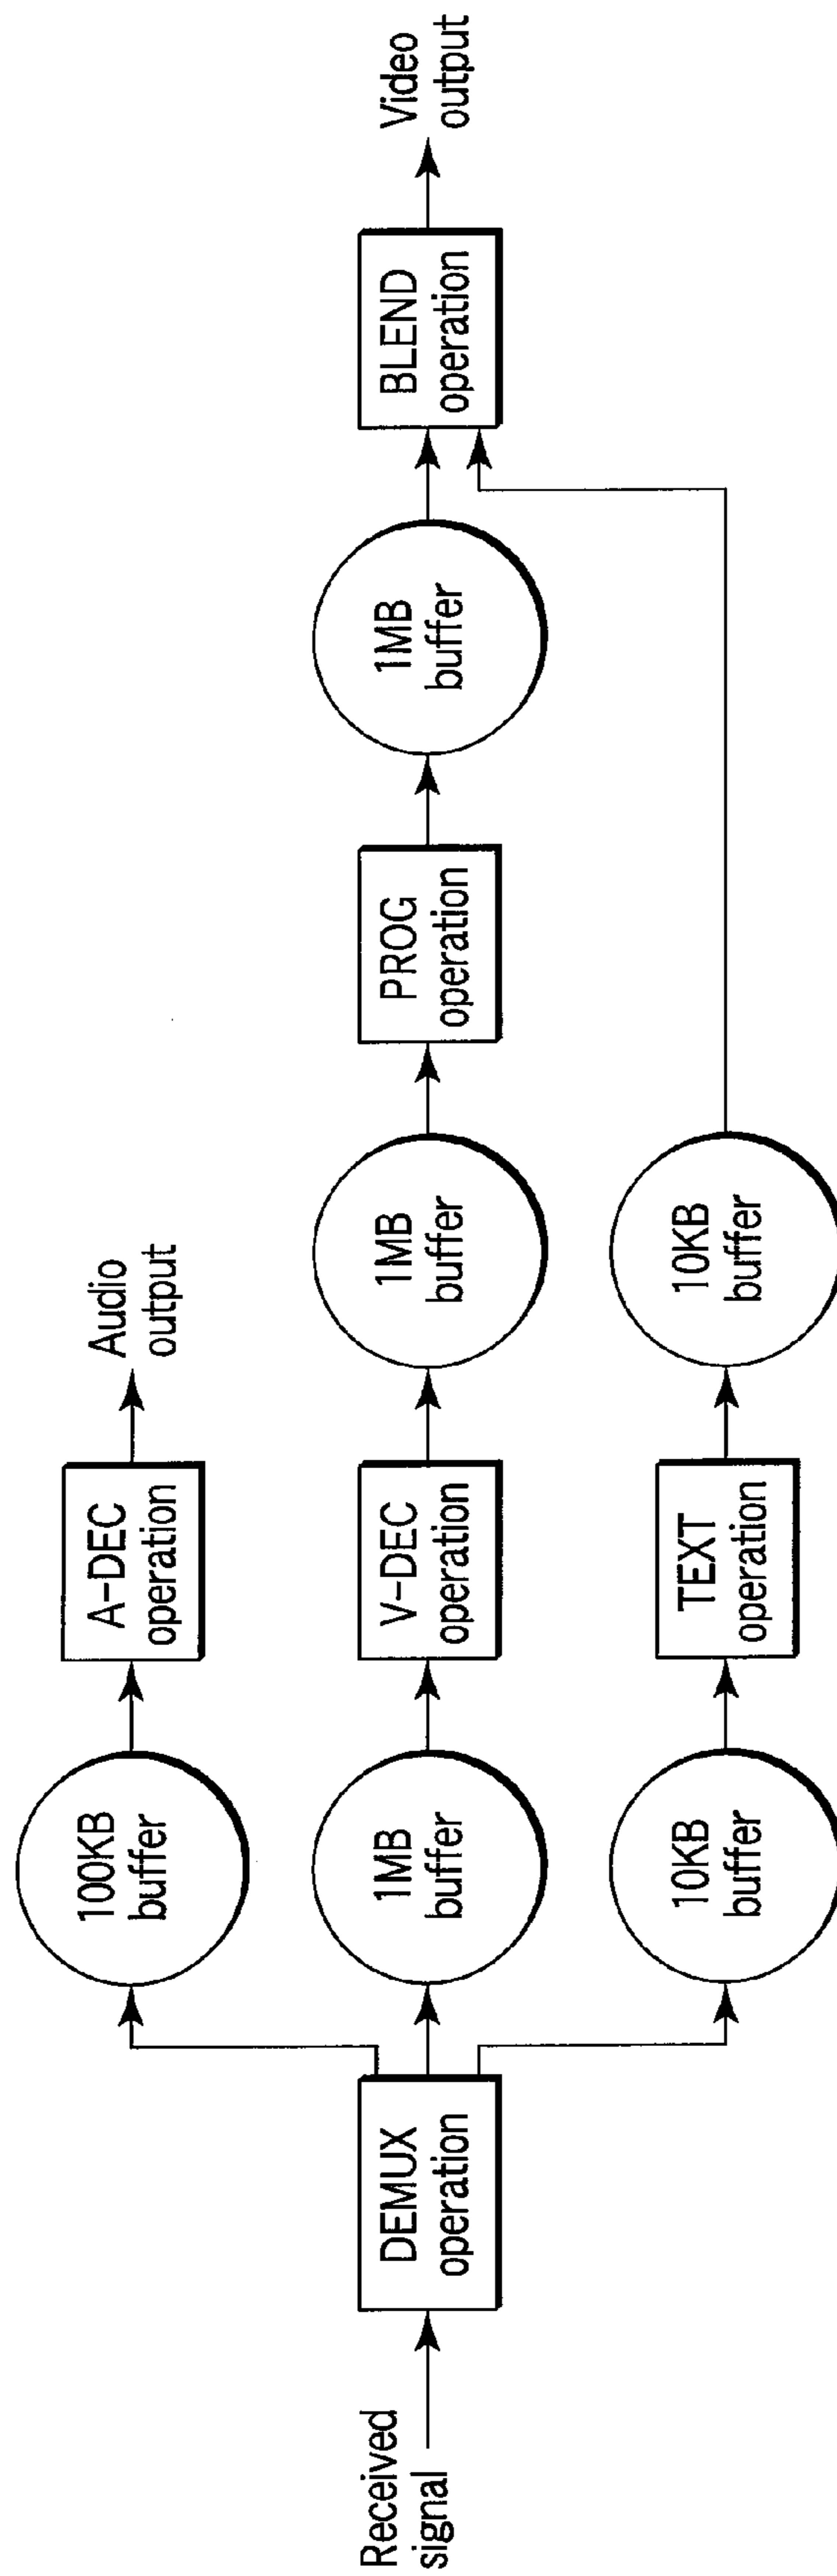 Received
signal
DEMUX
operation
100KB
buffer
A-DEC
operation
Audio
output
1MB
buffer
V-DEC
operation
1MB
buffer
PROG
operation
1MB
buffer
BLEND
operation
Video
output
10KB
buffer
TEXT
operation
10KB
buffer